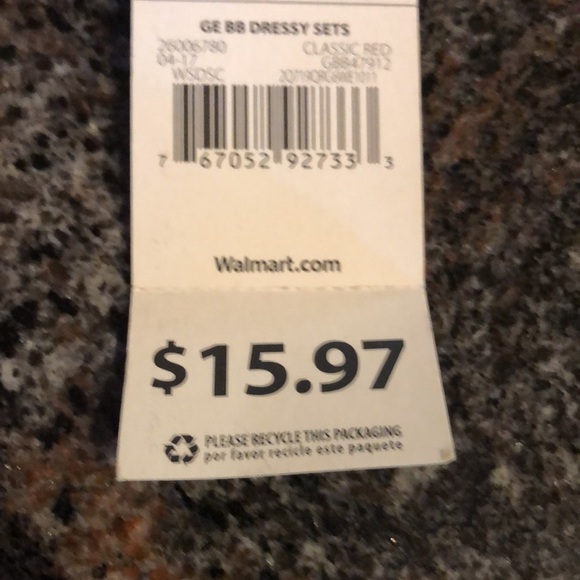 GE BB DRESSY SETS
26006780 CLASSIC RED
04-17 GBB47912
WSDSC
7 67052 92733 3
Walmart.com
$15.97
PLEASE RECYCLE THIS PACKAGING
por favor recicle este paquete